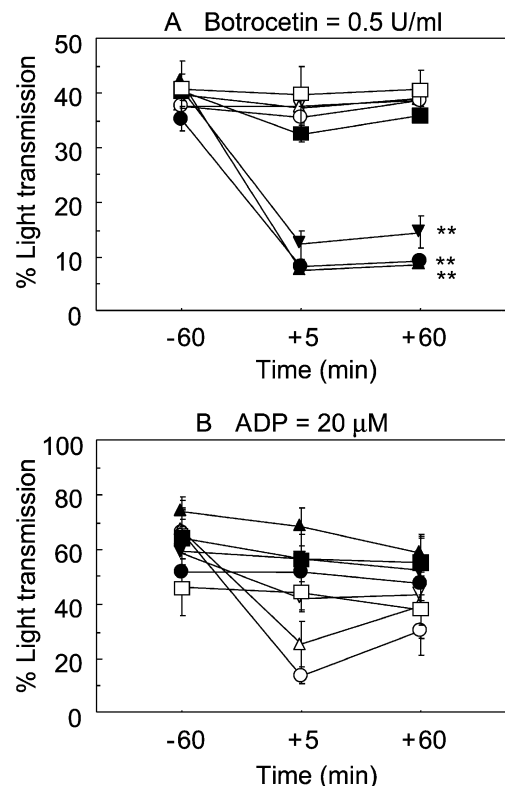 A Botrocetin = 0.5 U/ml
% Light transmission
50
40
30
20
10
0
**
**
**
-60 +5 +60
Time (min)
B ADP = 20 μM
% Light transmission
100
80
60
40
20
0
-60 +5 +60
Time (min)